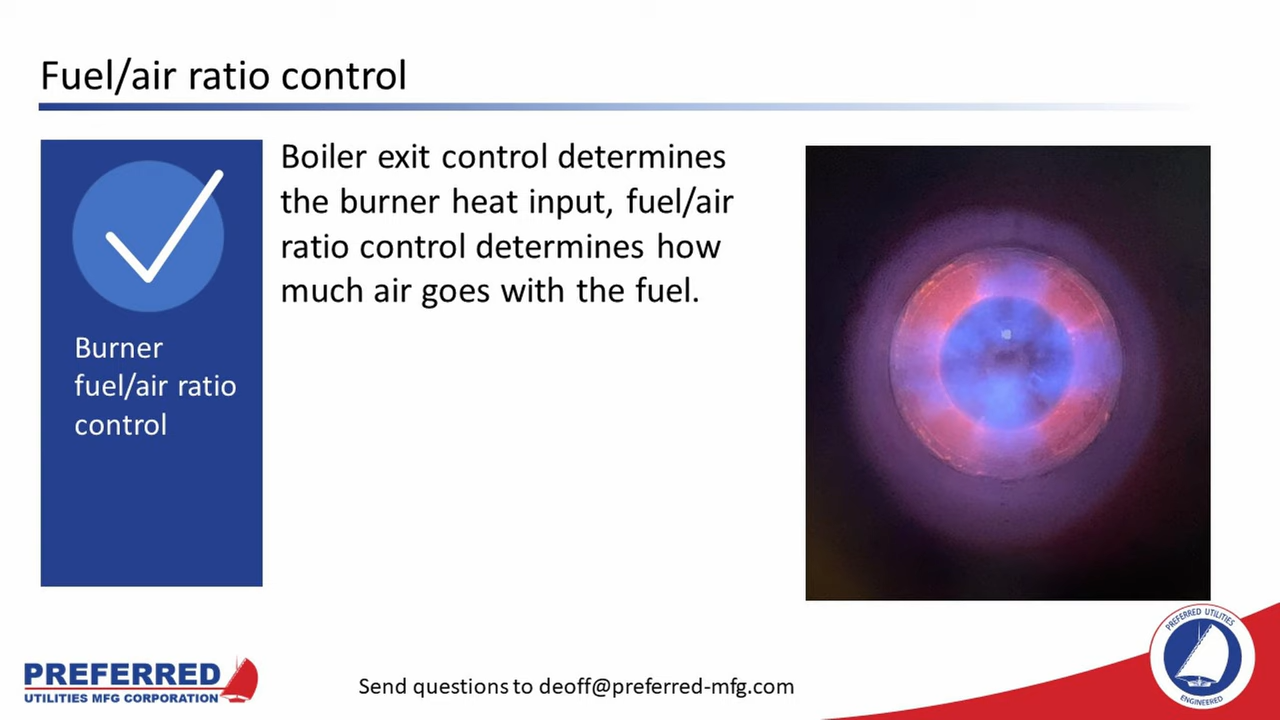 Fuel/air ratio control
Burner
fuel/air ratio
control
Boiler exit control determines
the burner heat input, fuel/air
ratio control determines how
much air goes with the fuel.
PREFERRED
UTILITIES MFG CORPORATION
Send questions to deoff@preferred-mfg.com
PREFERRED UTILITIES
ENGINEERED